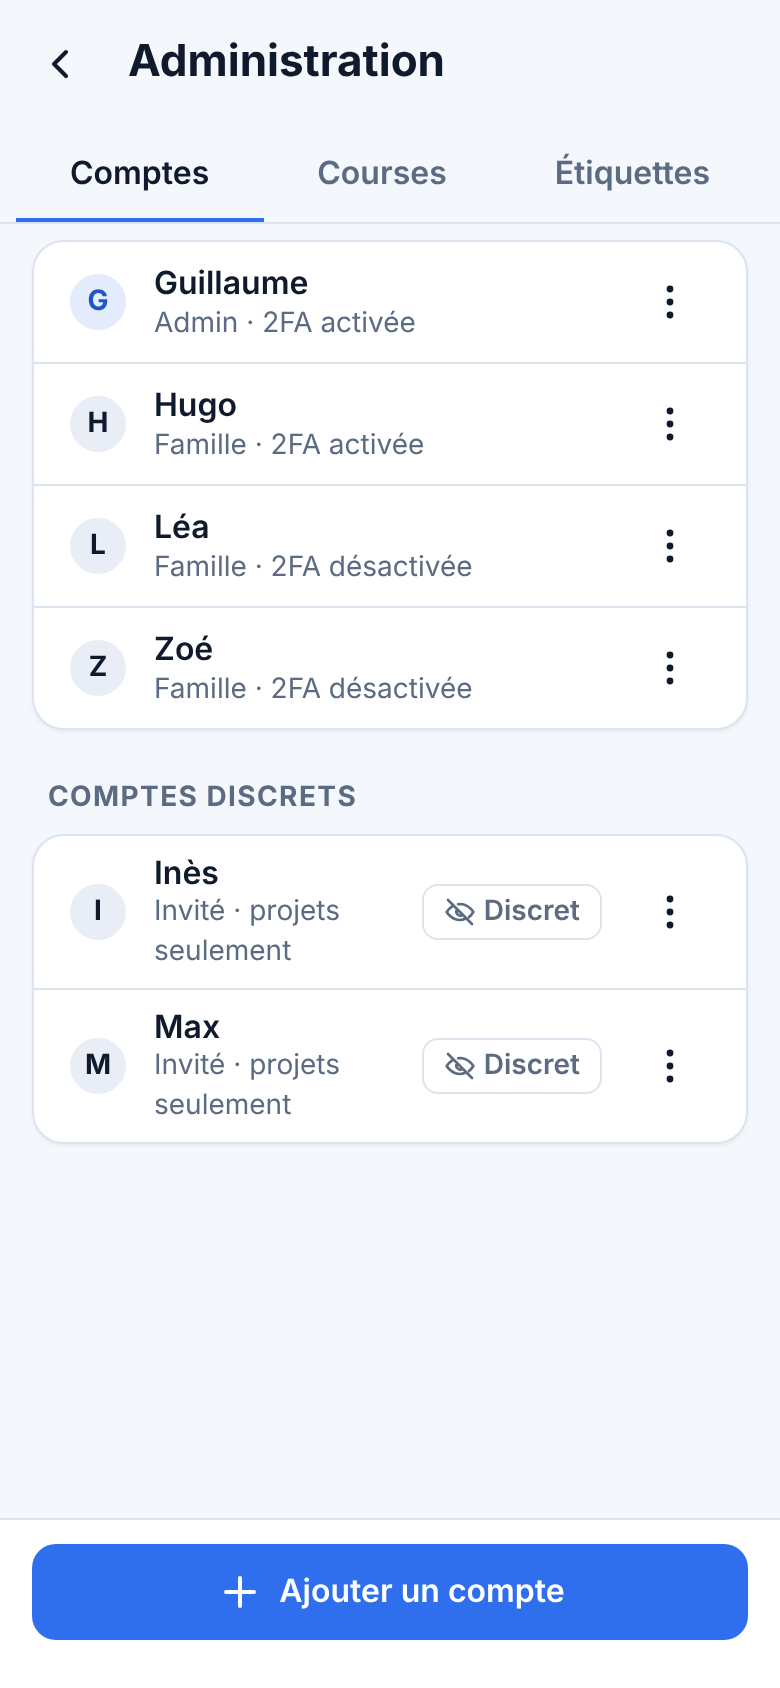 Administration
Comptes
Courses
Étiquettes
G
Guillaume
Admin · 2FA activée
H
Hugo
Famille · 2FA activée
L
Léa
Famille · 2FA désactivée
Z
Zoé
Famille · 2FA désactivée
COMPTES DISCRETS
I
Inès
Invité · projets
seulement
Discret
M
Max
Invité · projets
seulement
Discret
Ajouter un compte